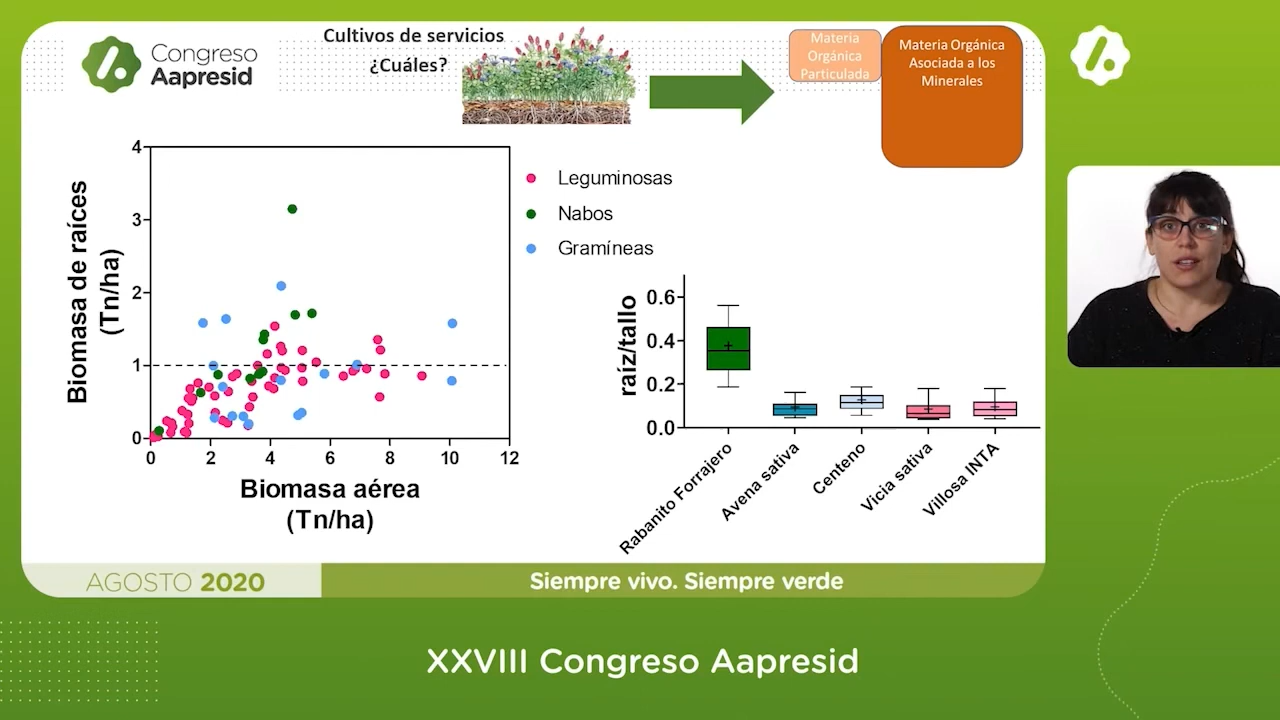 Congreso
Aapresid
Cultivos de servicios
¿Cuáles?
Materia
Orgánica
Particulada
Materia Orgánica
Asociada a los
Minerales
Biomasa de raíces
(Tn/ha)
4
3
2
1
0
0 2 4 6 8 10 12
Biomasa aérea
(Tn/ha)
Leguminosas
Nabos
Gramíneas
raíz/tallo
0.6
0.4
0.2
0.0
Rabanito Forrajero
Avena sativa
Centeno
Vicia sativa
Villosa INTA
AGOSTO 2020
Siempre vivo. Siempre verde
XXVIII Congreso Aapresid